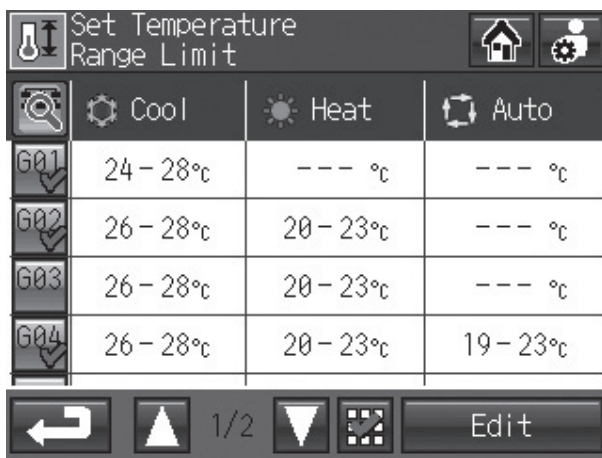 Set Temperature
Range Limit
Cool Heat Auto
G01 24-28℃ --- ℃ --- ℃
G02 26-28℃ 20-23℃ --- ℃
G03 26-28℃ 20-23℃ --- ℃
G04 26-28℃ 20-23℃ 19-23℃
1/2 Edit